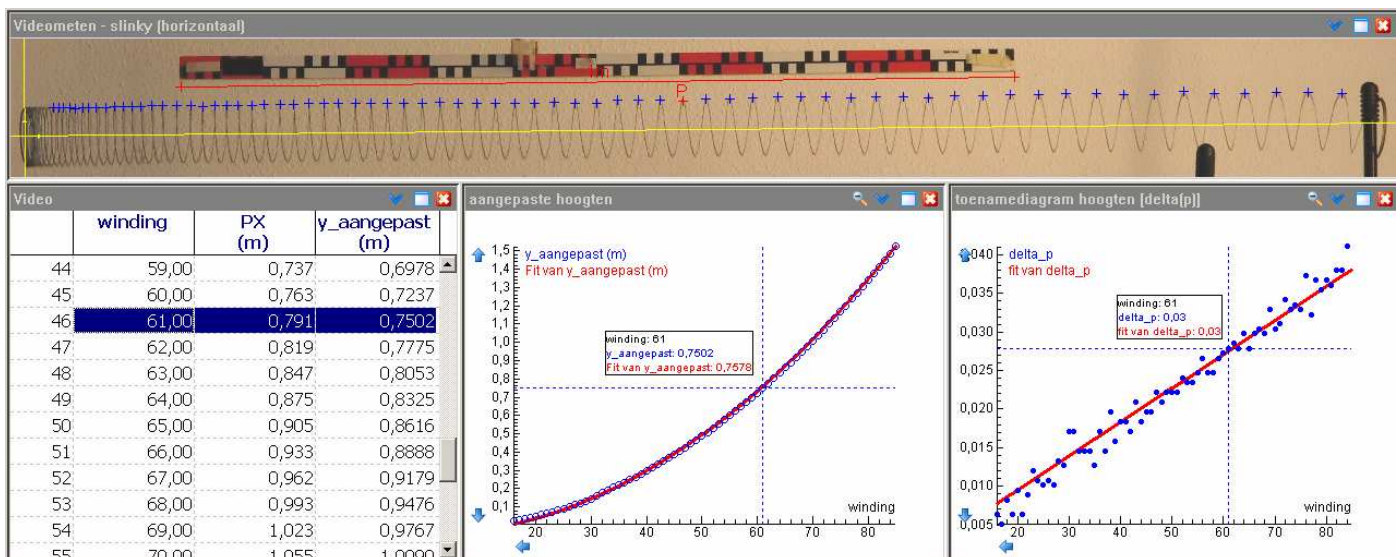 Videometen - slinky (horizontaal)
P
Video
winding PX (m) y_aangepast (m)
44 59,00 0,737 0,6978
45 60,00 0,763 0,7237
46 61,00 0,791 0,7502
47 62,00 0,819 0,7775
48 63,00 0,847 0,8053
49 64,00 0,875 0,8325
50 65,00 0,905 0,8616
51 66,00 0,933 0,8888
52 67,00 0,962 0,9179
53 68,00 0,993 0,9476
54 69,00 1,023 0,9767
55 70,00 1,055 1,0090
aangepaste hoogten
y_aangepast (m)
Fit van y_aangepast (m)
1,5
1,4
1,3
1,2
1,1
1,0
0,9
0,8
0,7
0,6
0,5
0,4
0,3
0,2
0,1
winding: 61
y_aangepast: 0,7502
Fit van y_aangepast: 0,7578
winding
20 30 40 50 60 70 80
toenamediagram hoogten [delta(p)]
delta_p
fit van delta_p
0,040
0,035
0,030
0,025
0,020
0,015
0,010
0,005
winding: 61
delta_p: 0,03
fit van delta_p: 0,03
winding
20 30 40 50 60 70 80